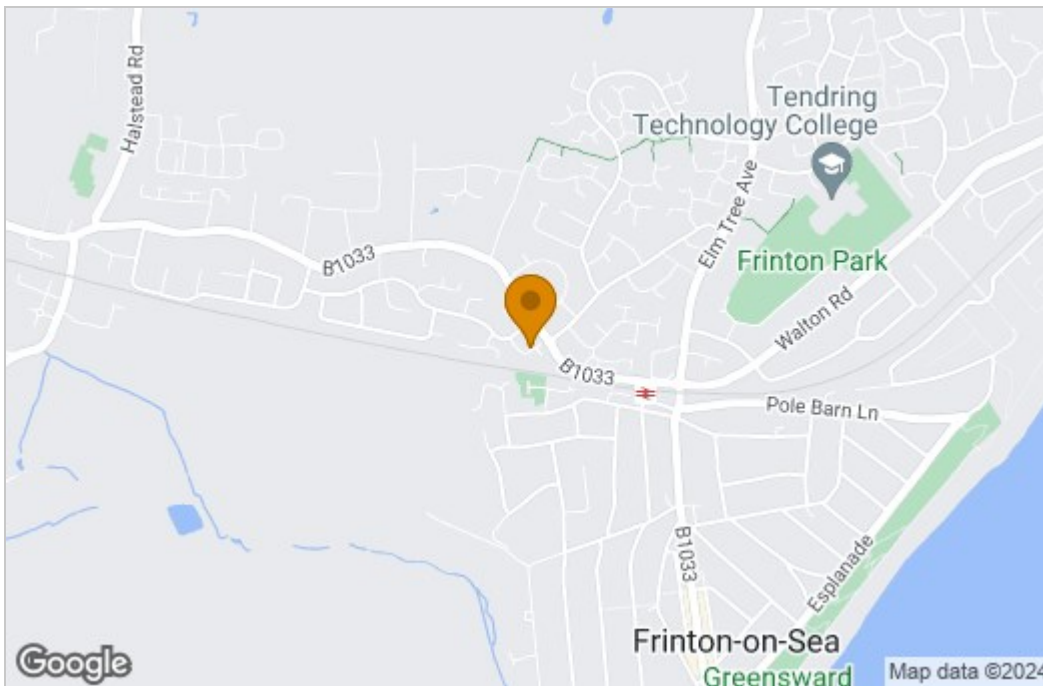 Halstead Rd
Tendring
Technology College
Elm Tree Ave
B1033
Frinton Park
Walton Rd
B1033
Pole Barn Ln
B1033
Esplanade
Frinton-on-Sea
Greensward
Google
Map data ©2024